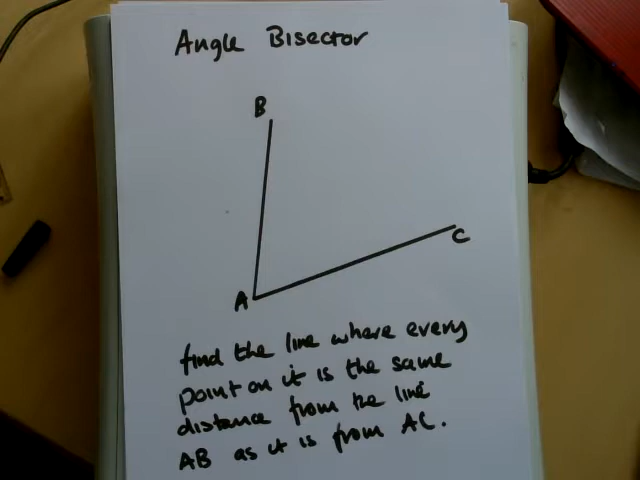 Angle Bisector
B
C
A
find the line where every
point on it is the same
distance from the line
AB as it is from AC.